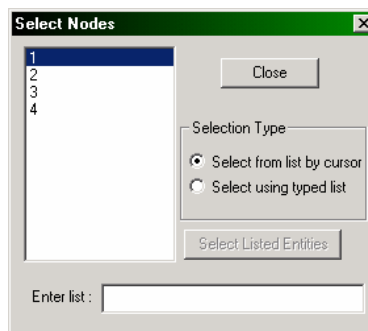 Select Nodes
1
2
3
4
Close
Selection Type
Select from list by cursor
Select using typed list
Select Listed Entities
Enter list :